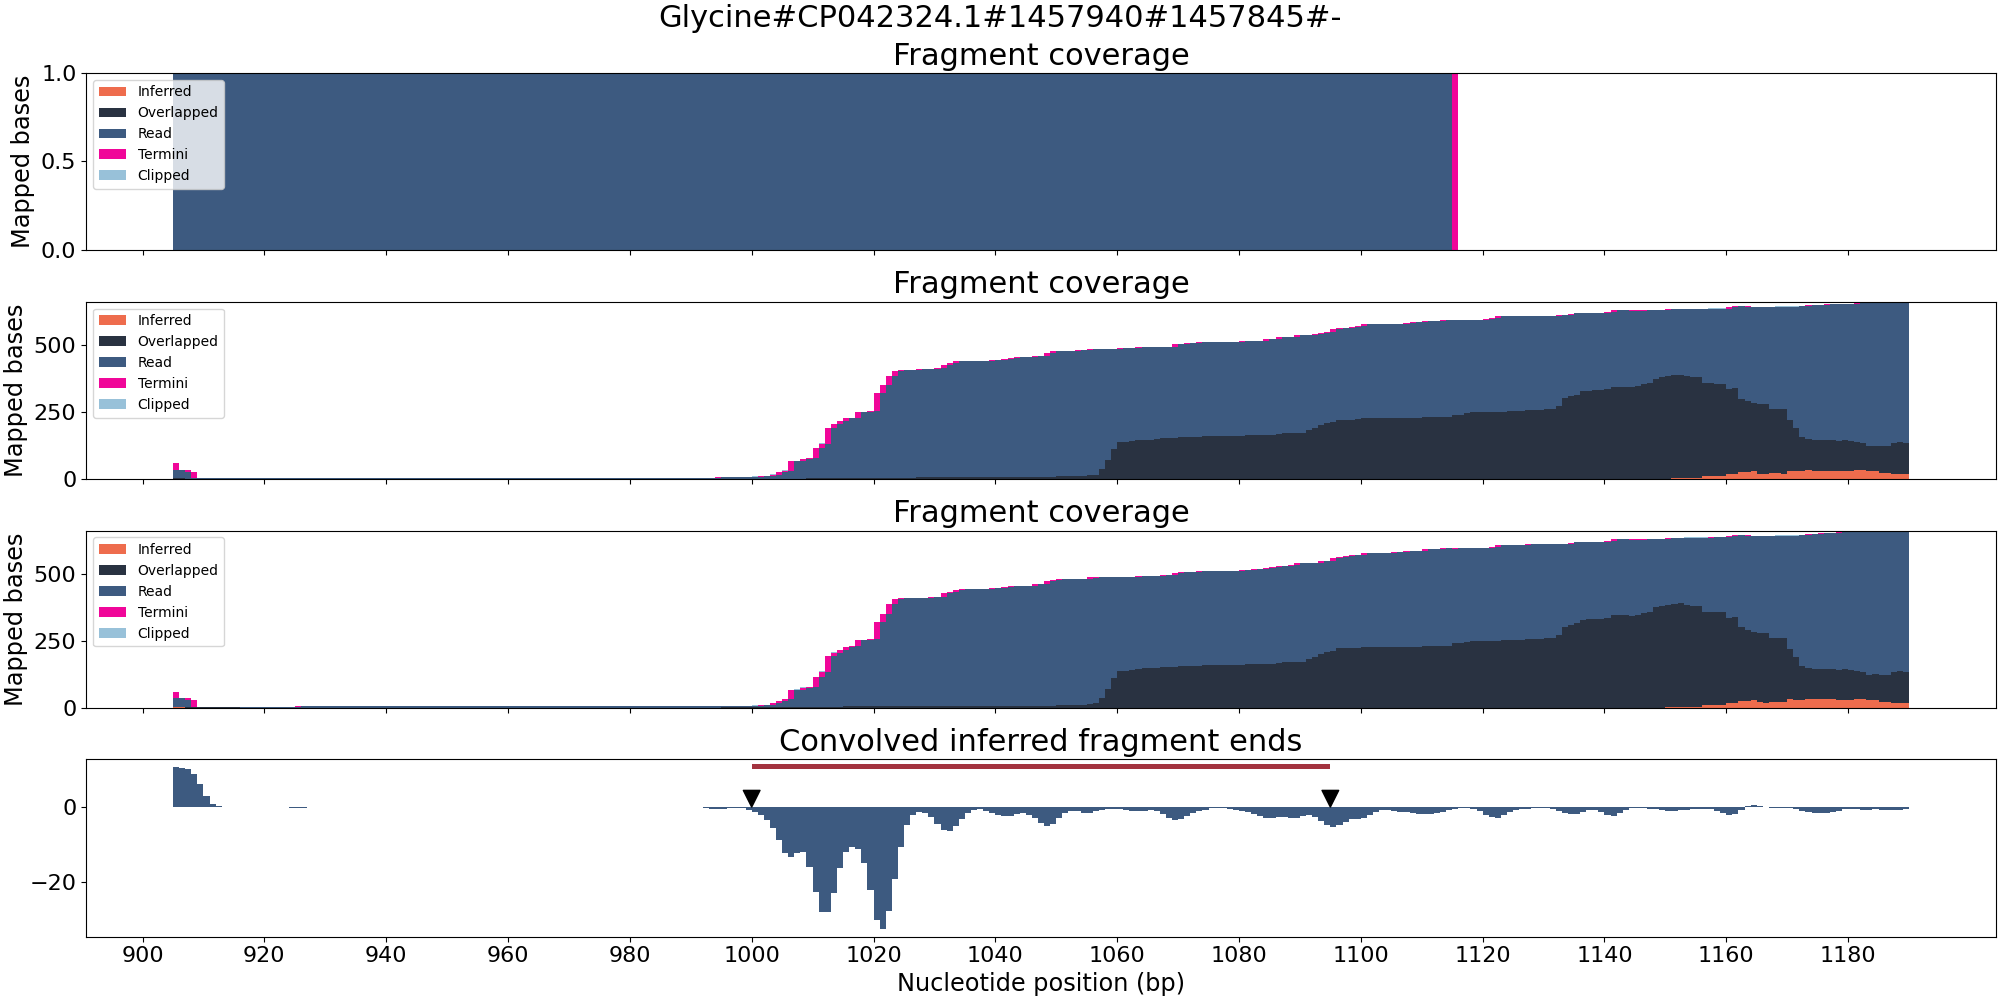 Glycine#CP042324.1#1457940#1457845#-
Fragment coverage
Mapped bases
1.0
0.5
0.0
Inferred
Overlapped
Read
Termini
Clipped
Fragment coverage
Mapped bases
500
250
0
Inferred
Overlapped
Read
Termini
Clipped
Fragment coverage
Mapped bases
500
250
0
Inferred
Overlapped
Read
Termini
Clipped
Convolved inferred fragment ends
0
−20
900 920 940 960 980 1000 1020 1040 1060 1080 1100 1120 1140 1160 1180
Nucleotide position (bp)